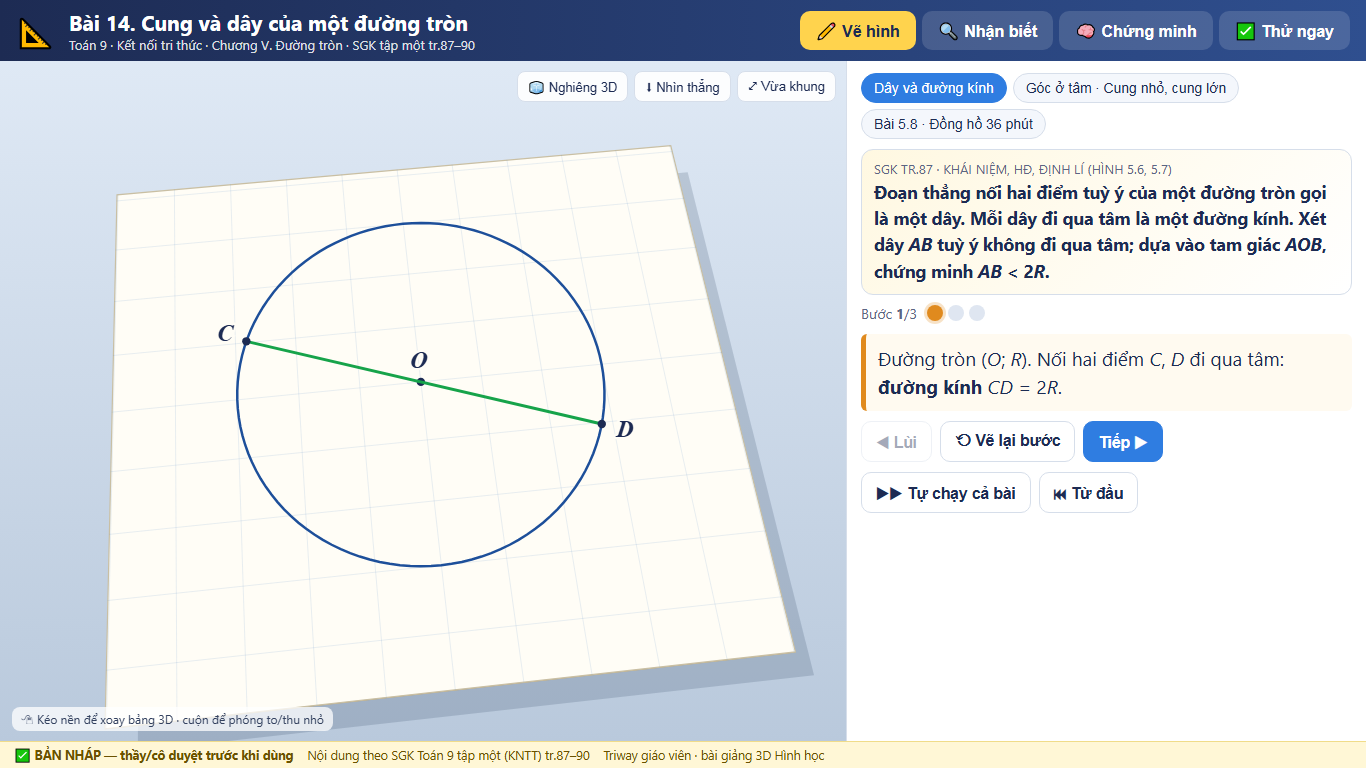 Bài 14. Cung và dây của một đường tròn
Toán 9 · Kết nối tri thức · Chương V. Đường tròn · SGK tập một tr.87–90
Vẽ hình
Nhận biết
Chứng minh
Thử ngay
Nghiêng 3D
Nhìn thẳng
Vừa khung
C
O
D
Kéo nền để xoay bảng 3D · cuộn để phóng to/thu nhỏ
Dây và đường kính
Góc ở tâm · Cung nhỏ, cung lớn
Bài 5.8 · Đồng hồ 36 phút
SGK TR.87 · KHÁI NIỆM, HĐ, ĐỊNH LÍ (HÌNH 5.6, 5.7)
Đoạn thẳng nối hai điểm tuỳ ý của một đường tròn gọi
là một dây. Mỗi dây đi qua tâm là một đường kính. Xét
dây AB tuỳ ý không đi qua tâm; dựa vào tam giác AOB,
chứng minh AB < 2R.
Bước 1/3
Đường tròn (O; R). Nối hai điểm C, D đi qua tâm:
đường kính CD = 2R.
◀ Lùi
Vẽ lại bước
Tiếp ▶
▶▶ Tự chạy cả bài
⏮ Từ đầu
✅ BẢN NHÁP — thầy/cô duyệt trước khi dùng Nội dung theo SGK Toán 9 tập một (KNTT) tr.87–90 Triway giáo viên · bài giảng 3D Hình học